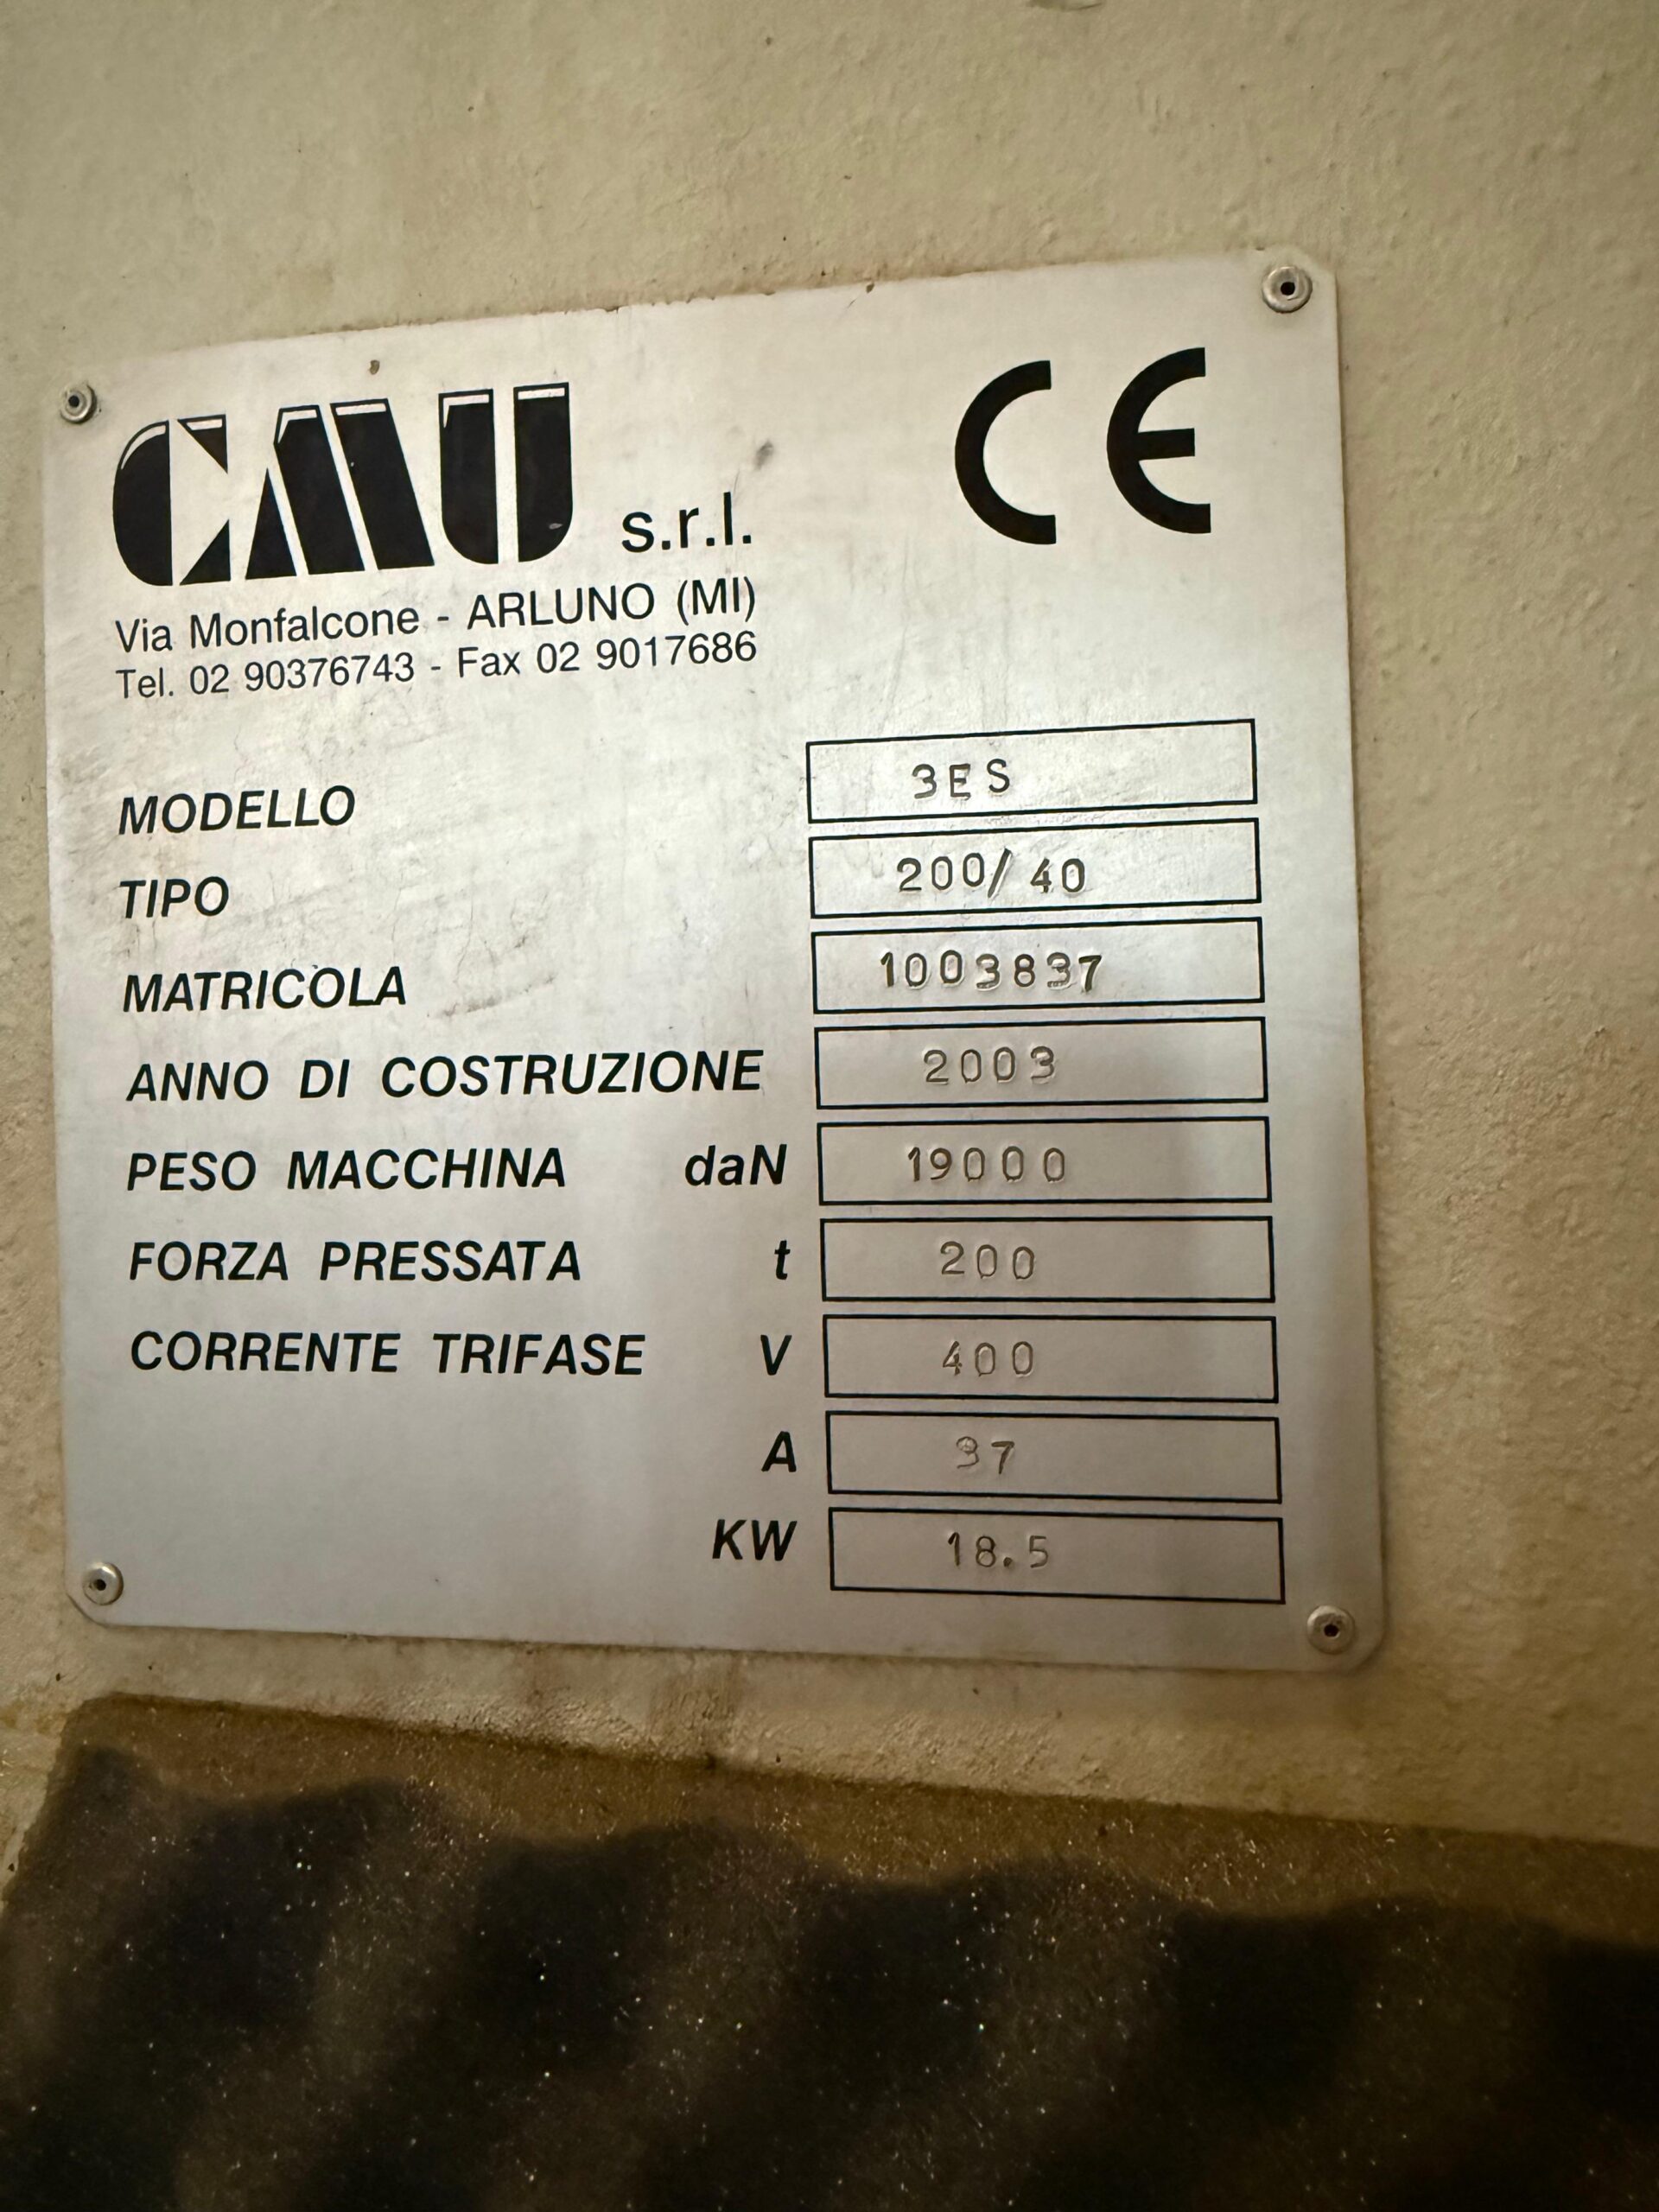 CMU s.r.l.
CE
Via Monfalcone - ARLUNO (MI)
Tel. 02 90376743 - Fax 02 9017686
MODELLO 3ES
TIPO 200/40
MATRICOLA 1003837
ANNO DI COSTRUZIONE 2003
PESO MACCHINA daN 19000
FORZA PRESSATA t 200
CORRENTE TRIFASE V 400
A 37
KW 18.5